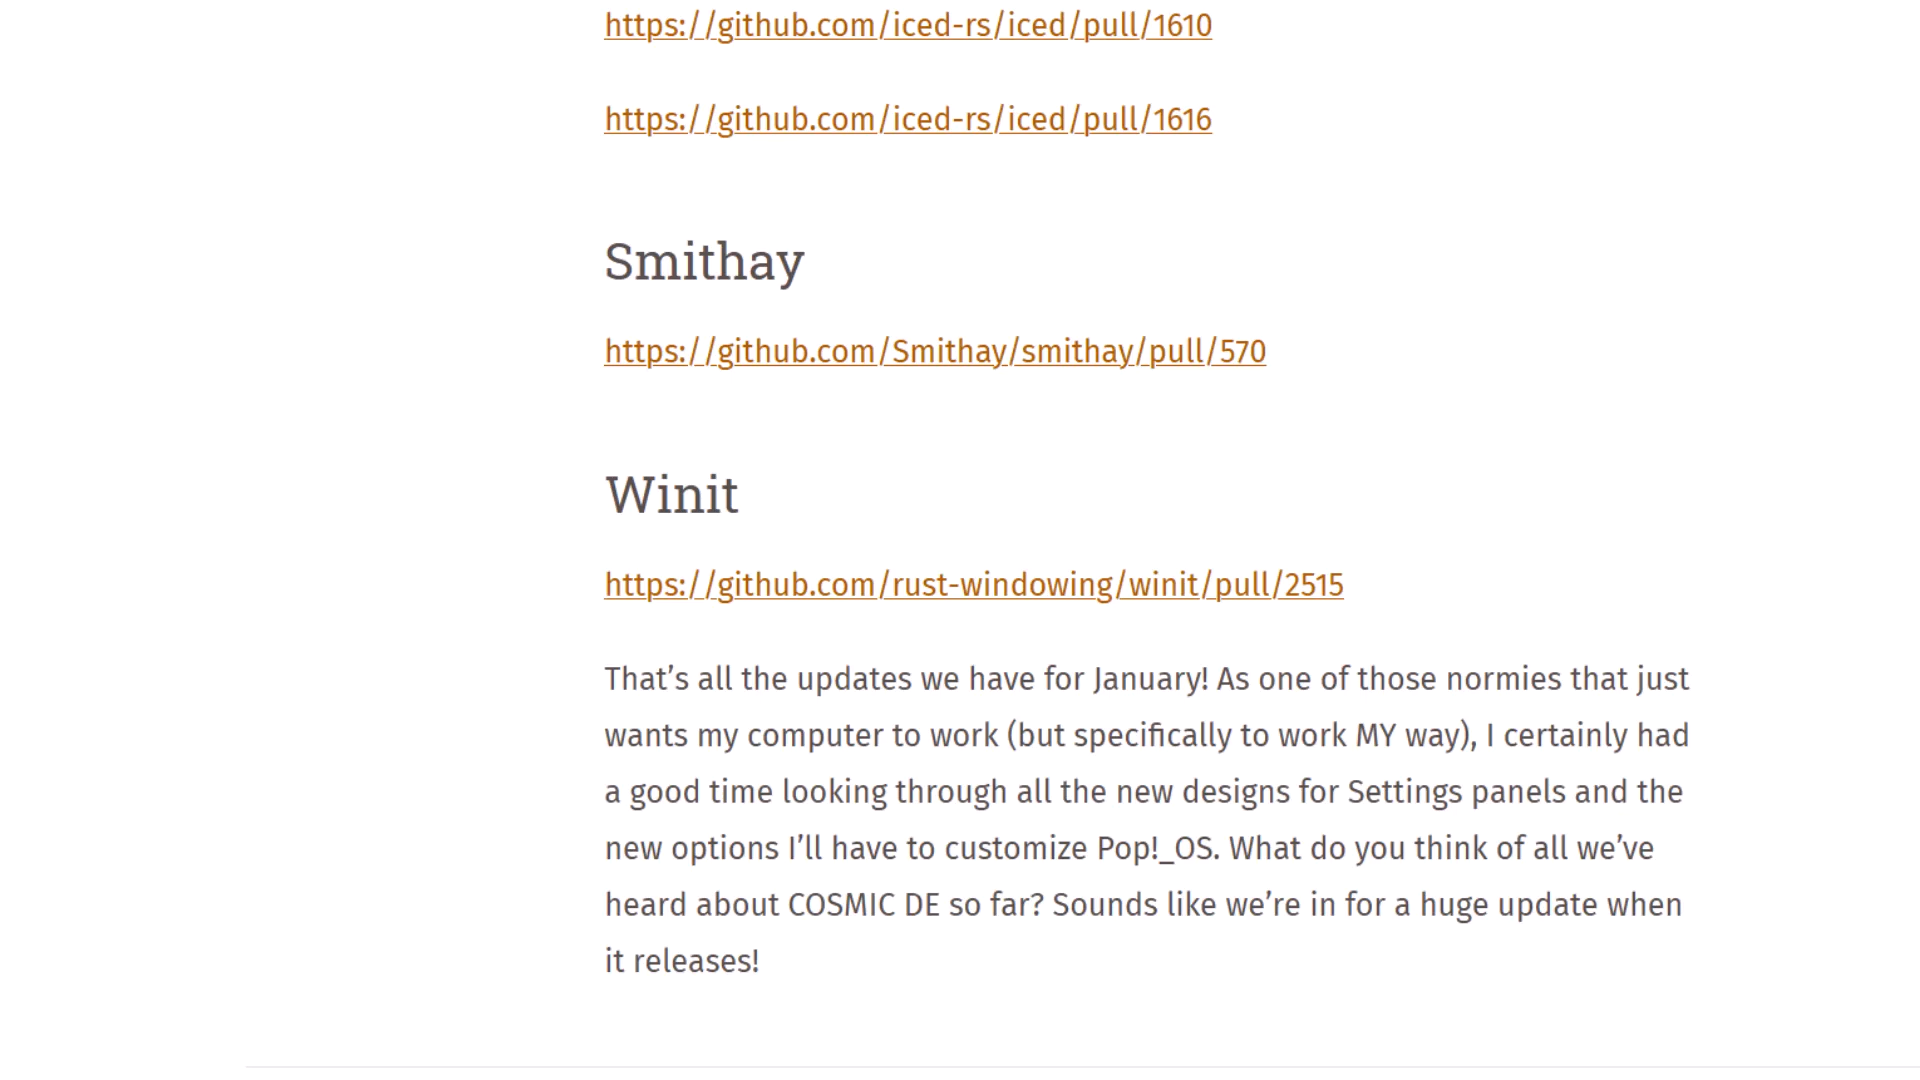 https://github.com/iced-rs/iced/pull/1610
https://github.com/iced-rs/iced/pull/1616
Smithay
https://github.com/Smithay/smithay/pull/570
Winit
https://github.com/rust-windowing/winit/pull/2515
That’s all the updates we have for January! As one of those normies that just
wants my computer to work (but specifically to work MY way), I certainly had
a good time looking through all the new designs for Settings panels and the
new options I’ll have to customize Pop!_OS. What do you think of all we’ve
heard about COSMIC DE so far? Sounds like we’re in for a huge update when
it releases!